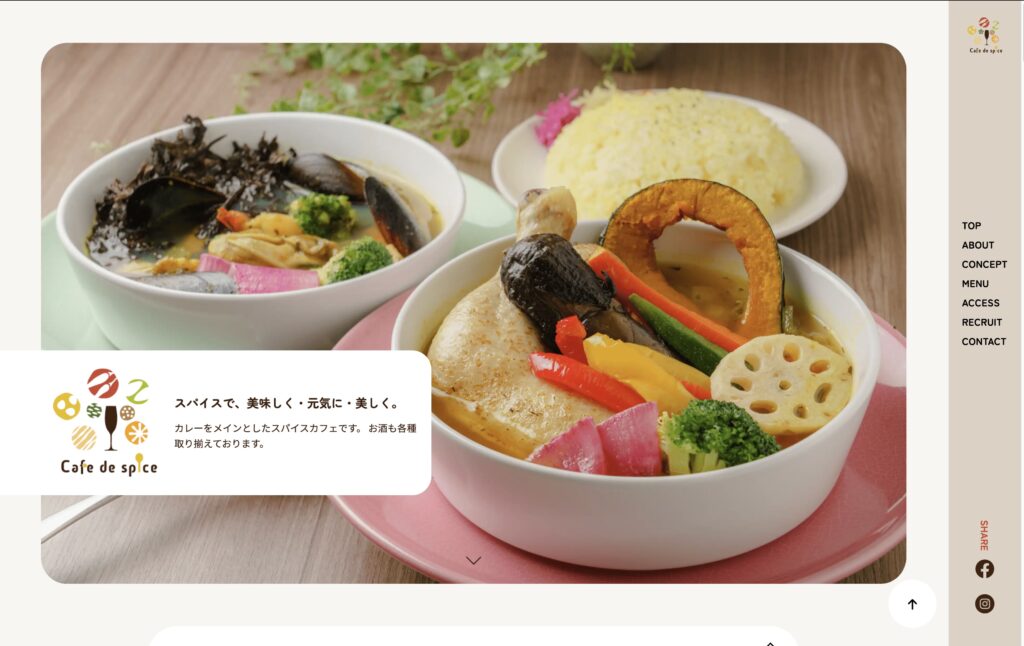 Cafe de spice
スパイスで、美味しく・元気に・美しく。
カレーをメインとしたスパイスカフェです。 お酒も各種
取り揃えております。
Cafe de spice
TOP
ABOUT
CONCEPT
MENU
ACCESS
RECRUIT
CONTACT
SHARE